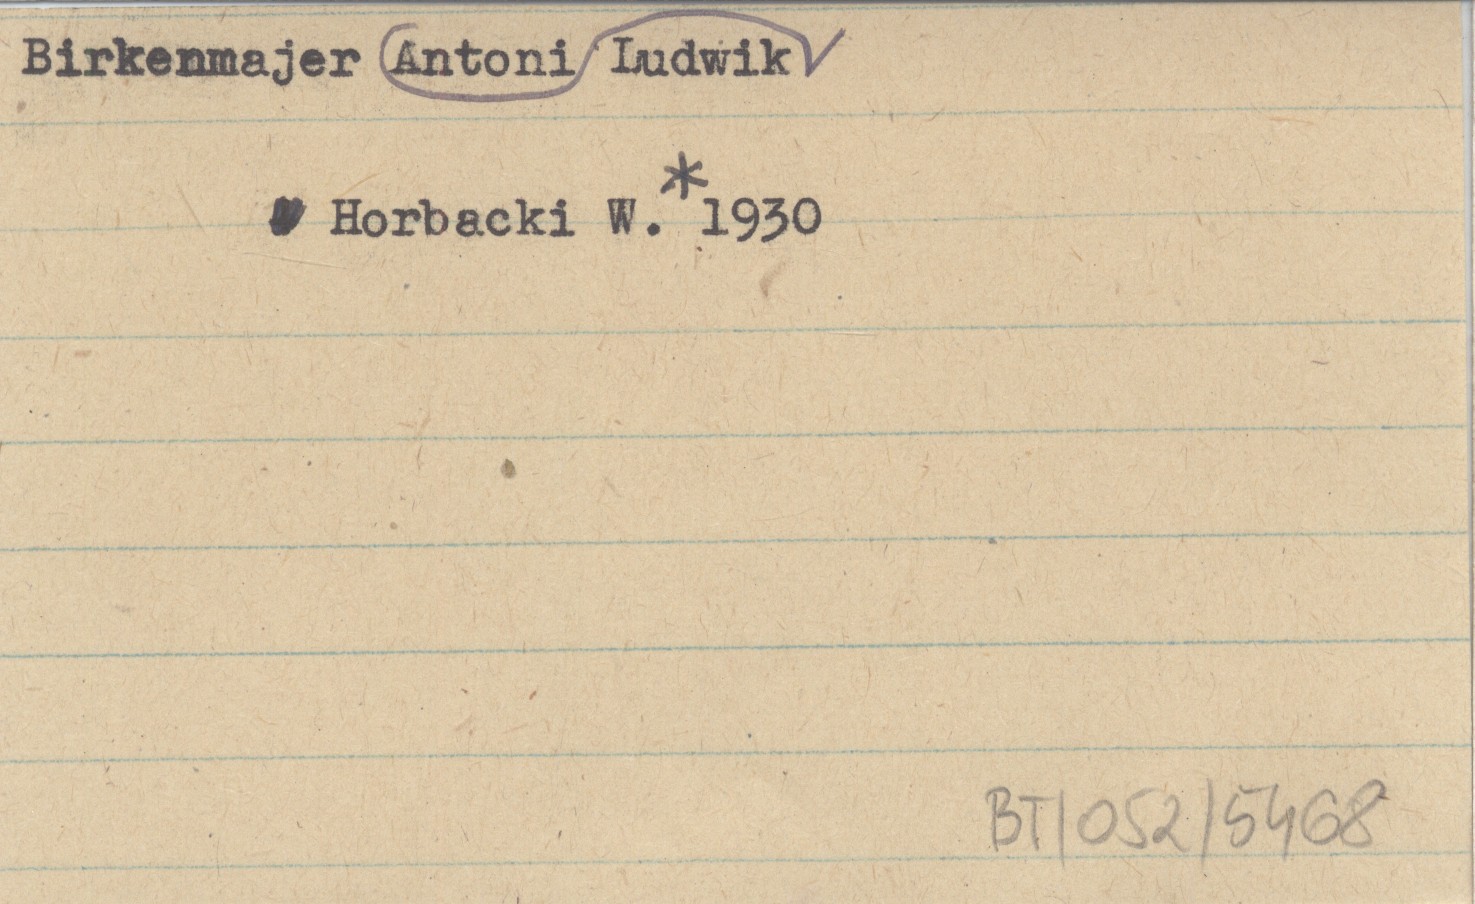 Birkenmajer Antoni Ludwik
Horbacki W.* 1930
BT/052/5468